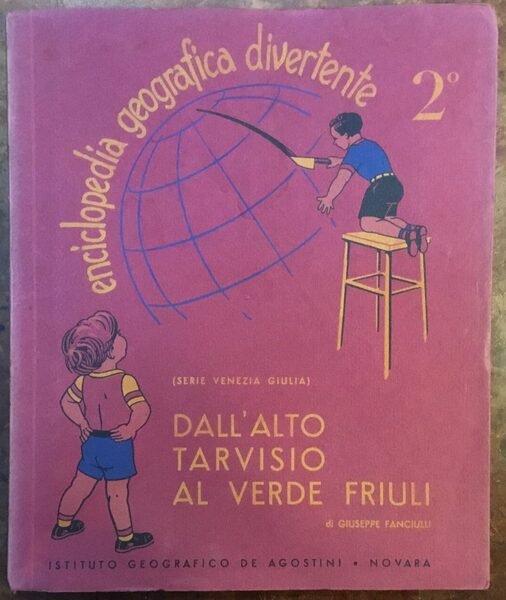 enciclopedia geografica divertente
2º
(SERIE VENEZIA GIULIA)
DALL'ALTO
TARVISIO
AL VERDE FRIULI
di GIUSEPPE FANCIULLI
ISTITUTO GEOGRAFICO DE AGOSTINI • NOVARA